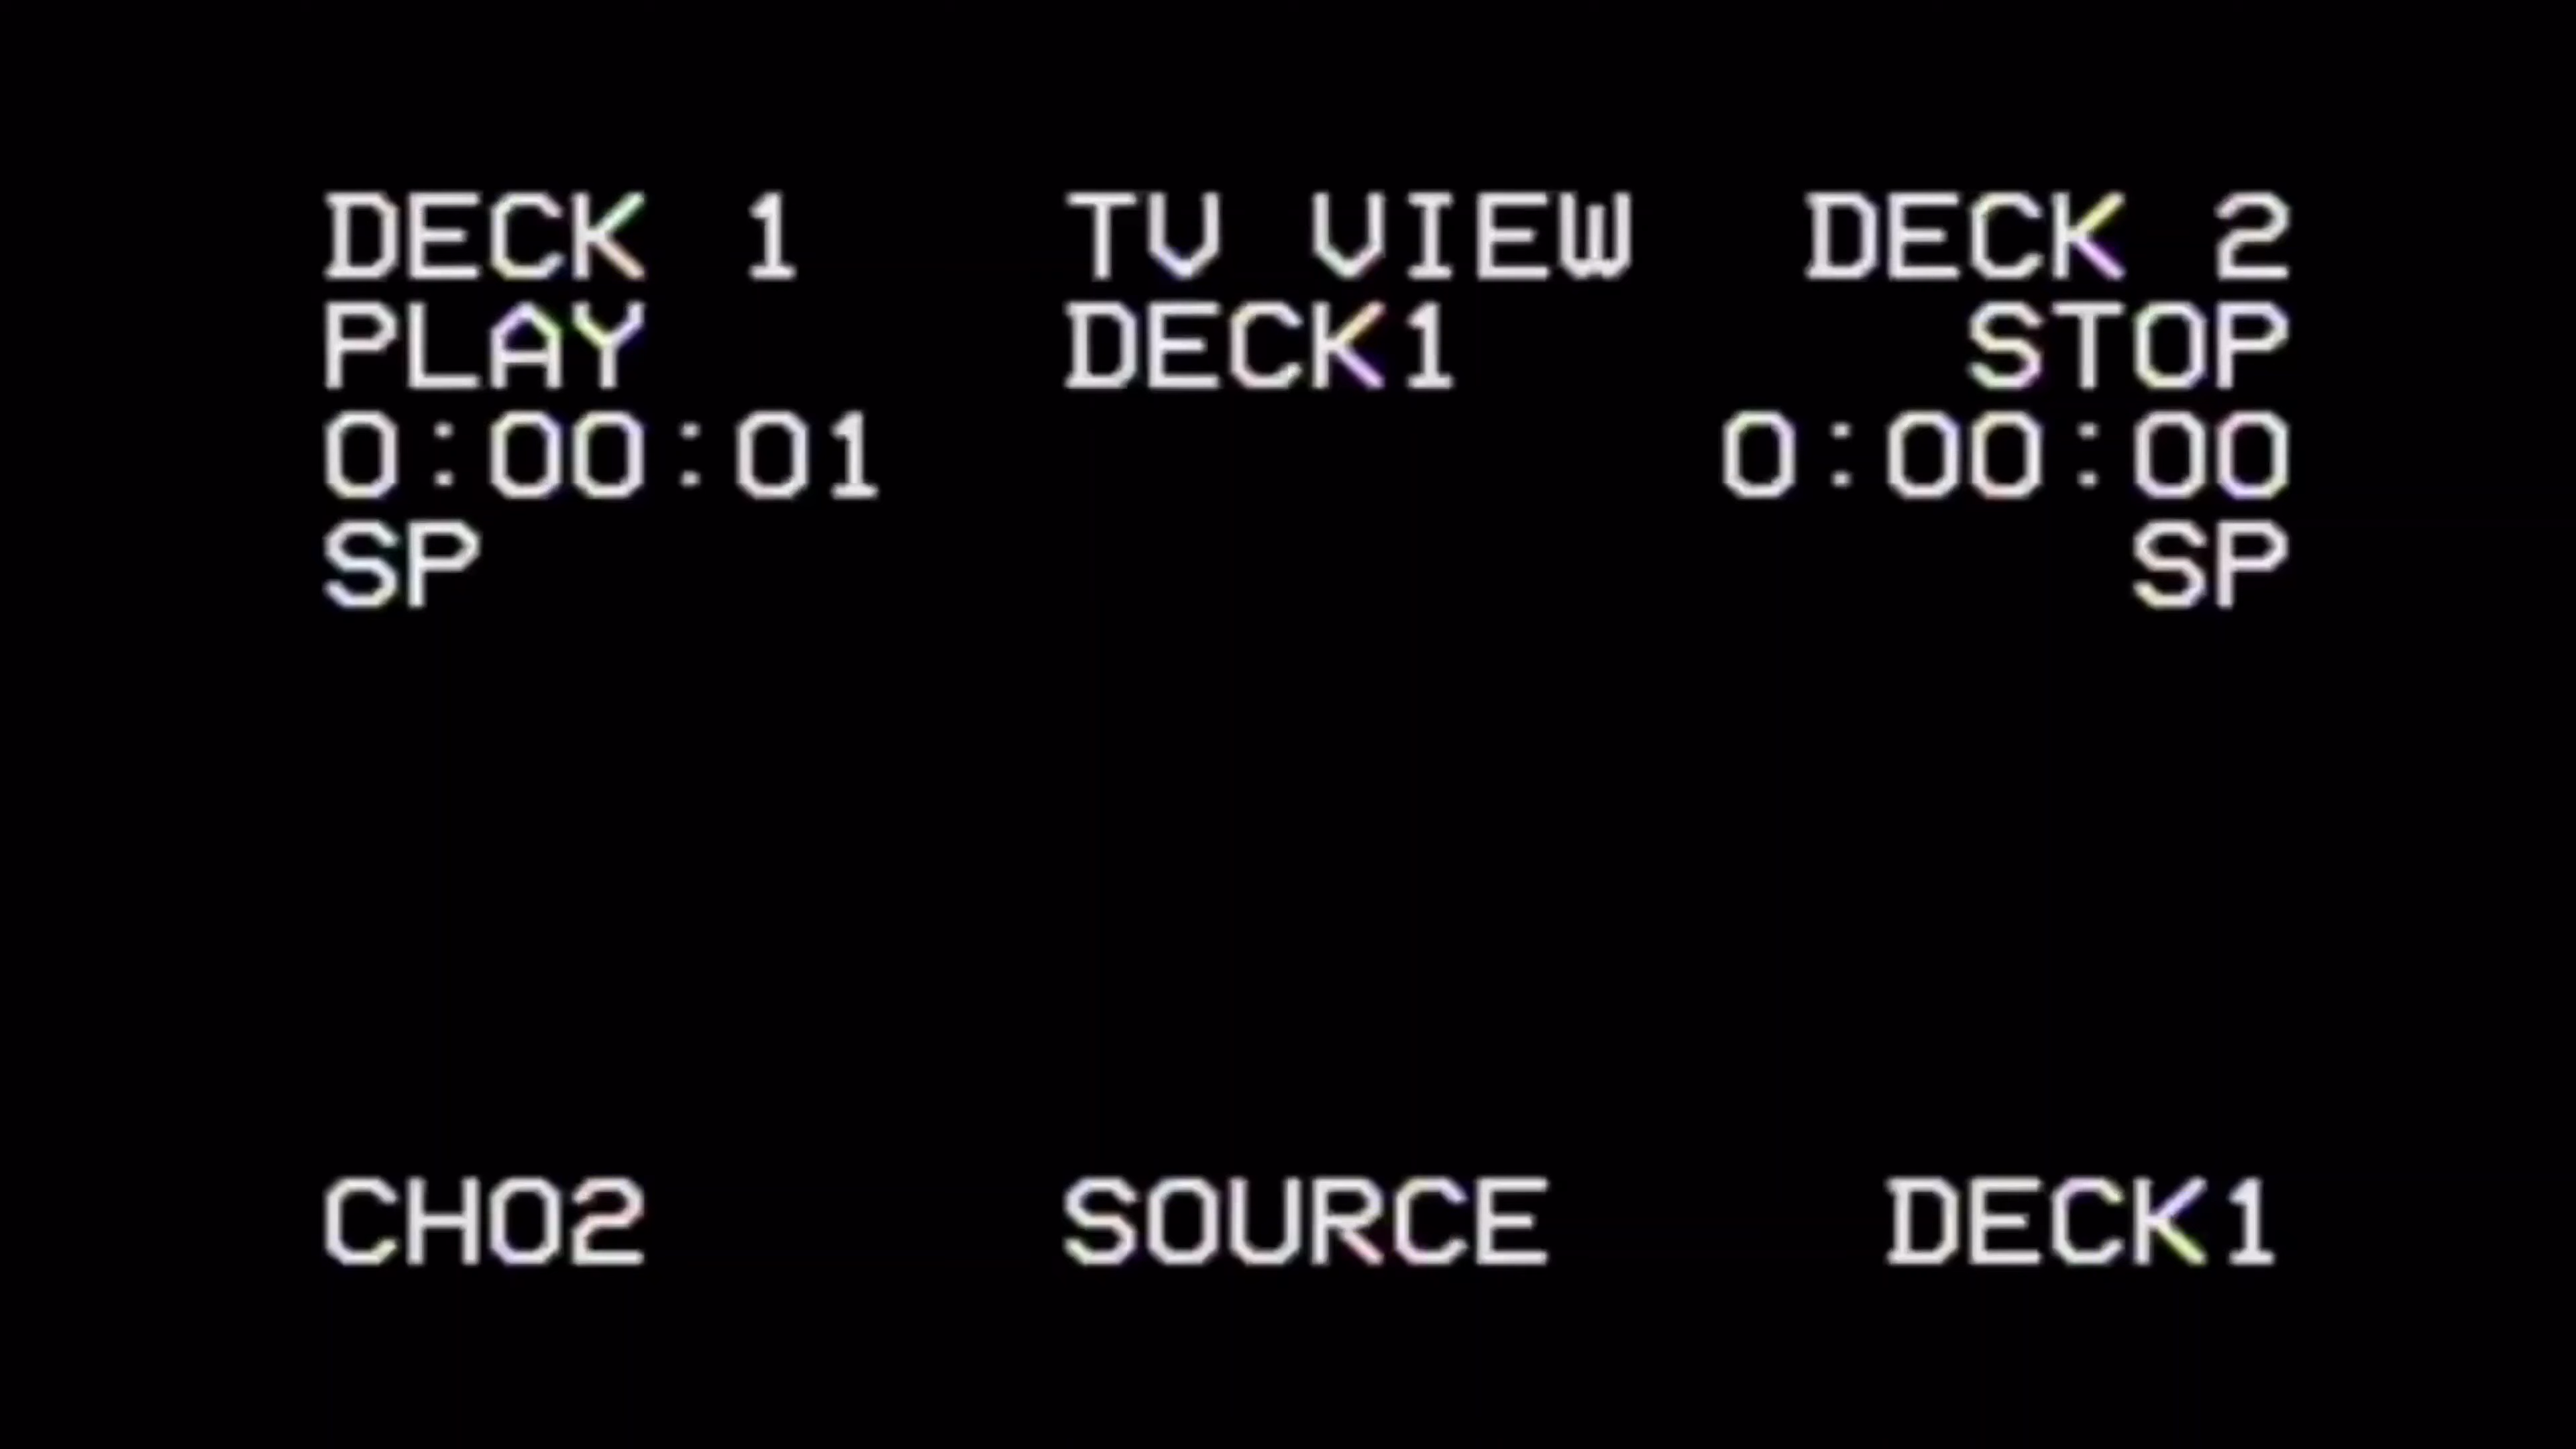 DECK 1 TV VIEW DECK 2
PLAY DECK1 STOP
0:00:01 0:00:00
SP SP
CH02 SOURCE DECK1